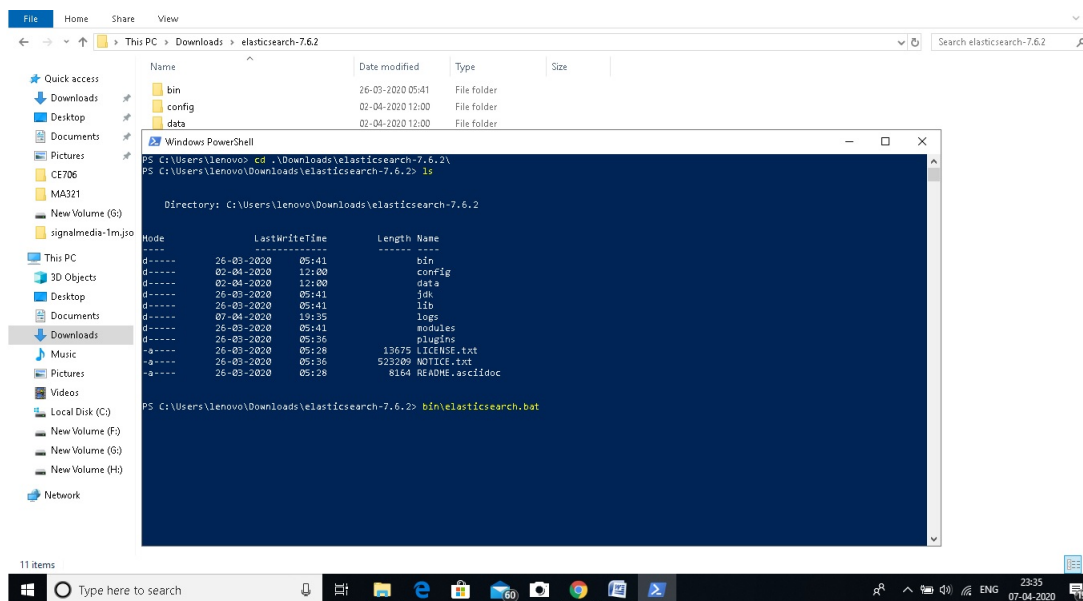 File Home Share View
This PC > Downloads > elasticsearch-7.6.2
Search elasticsearch-7.6.2
Name Date modified Type Size
Quick access
Downloads
Desktop
Documents
Pictures
CE706
MA321
New Volume (G:)
signalmedia-1m.jso
This PC
3D Objects
Desktop
Documents
Downloads
Music
Pictures
Videos
Local Disk (C:)
New Volume (F:)
New Volume (G:)
New Volume (H:)
Network
bin 26-03-2020 05:41 File folder
config 02-04-2020 12:00 File folder
data 02-04-2020 12:00 File folder
Windows PowerShell
PS C:\Users\lenovo> cd .\Downloads\elasticsearch-7.6.2\
PS C:\Users\lenovo\Downloads\elasticsearch-7.6.2> ls
Directory: C:\Users\lenovo\Downloads\elasticsearch-7.6.2
Mode LastWriteTime Length Name
---- ------------- ------ ----
d----- 26-03-2020 05:41 bin
d----- 02-04-2020 12:00 config
d----- 02-04-2020 12:00 data
d----- 26-03-2020 05:41 jdk
d----- 26-03-2020 05:41 lib
d----- 07-04-2020 19:35 logs
d----- 26-03-2020 05:41 modules
d----- 26-03-2020 05:36 plugins
-a---- 26-03-2020 05:28 13675 LICENSE.txt
-a---- 26-03-2020 05:36 523209 NOTICE.txt
-a---- 26-03-2020 05:28 8164 README.asciidoc
PS C:\Users\lenovo\Downloads\elasticsearch-7.6.2> bin\elasticsearch.bat
11 items
Type here to search
60
ENG
23:35
07-04-2020